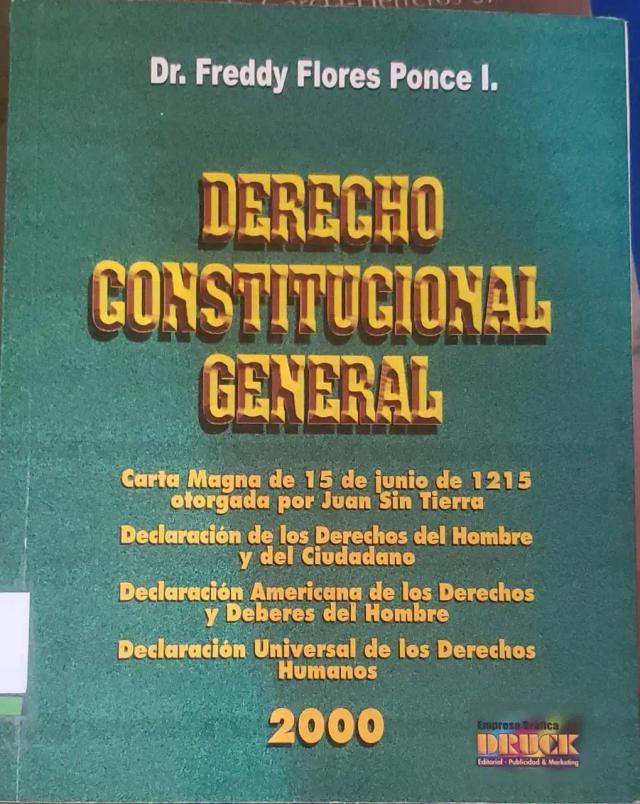 Dr. Freddy Flores Ponce I.
DERECHO
CONSTITUCIONAL
GENERAL
Carta Magna de 15 de junio de 1215
otorgada por Juan Sin Tierra
Declaración de los Derechos del Hombre
y del Ciudadano
Declaración Americana de los Derechos
y Deberes del Hombre
Declaración Universal de los Derechos
Humanos
2000
Empresa Gráfica
DRUCK
Editorial - Publicidad & Marketing